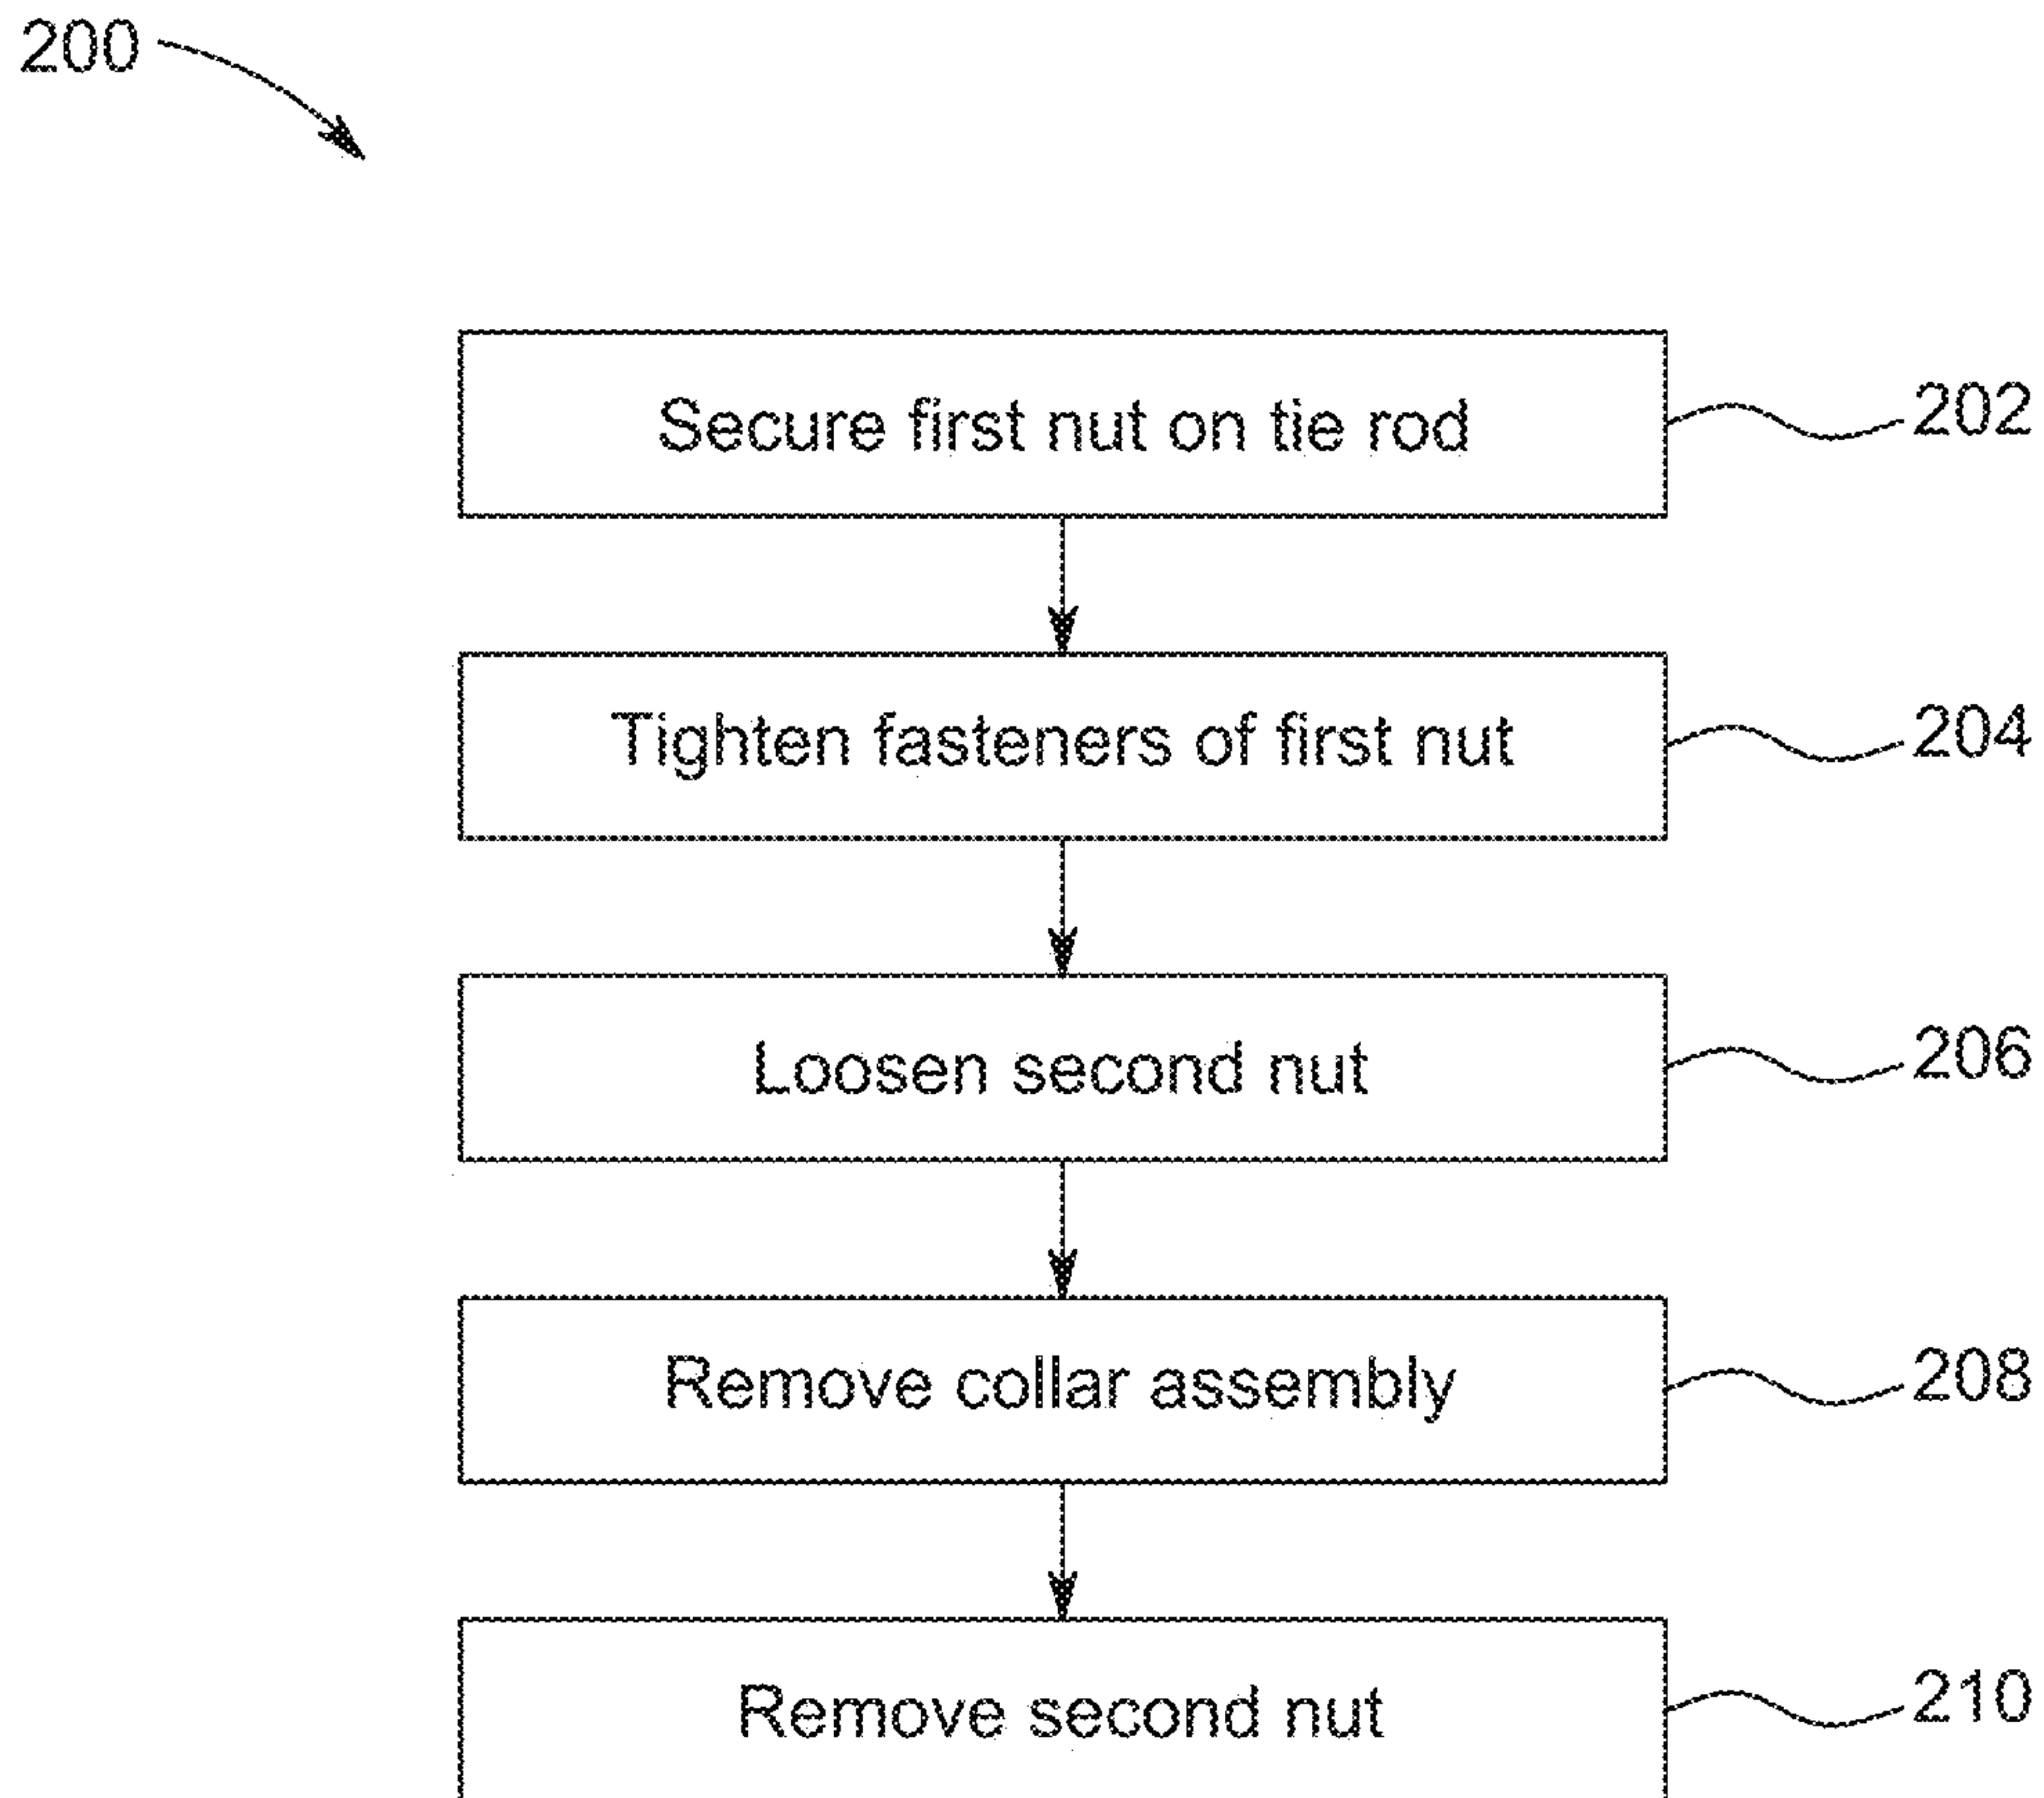 200
Secure first nut on tie rod
202
Tighten fasteners of first nut
204
Loosen second nut
206
Remove collar assembly
208
Remove second nut
210